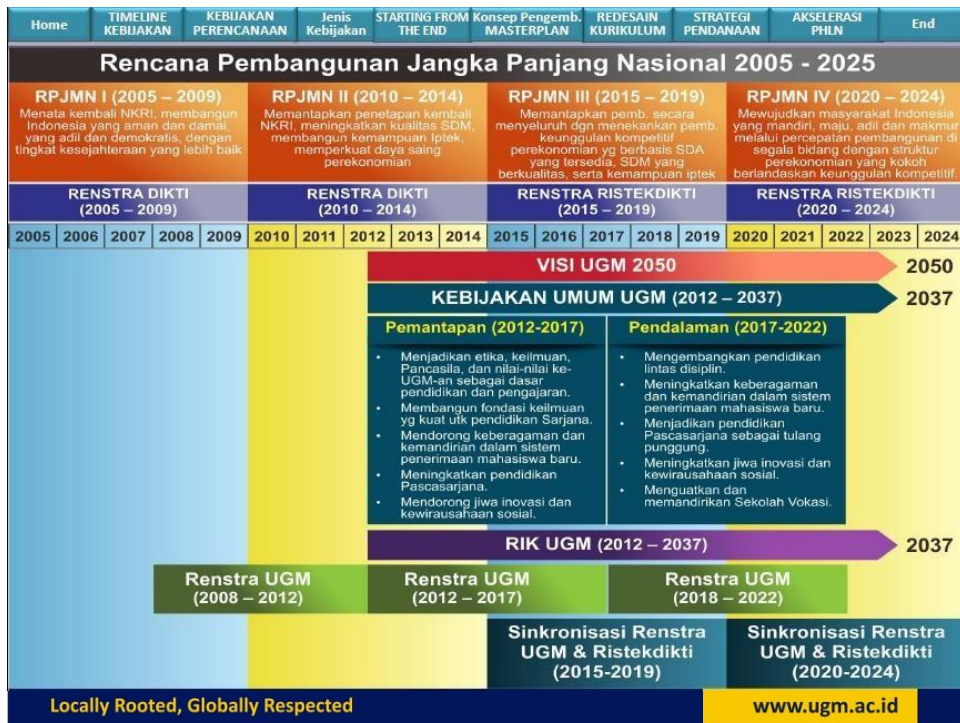 Home
TIMELINE
KEBIJAKAN
KEBIJAKAN
PERENCANAAN
Jenis
Kebijakan
STARTING FROM
THE END
Konsep Pengemb.
MASTERPLAN
REDESAIN
KURIKULUM
STRATEGI
PENDANAAN
AKSELERASI
PHLN
End
Rencana Pembangunan Jangka Panjang Nasional 2005 - 2025
RPJMN I (2005 – 2009)
Menata kembali NKRI, membangun
Indonesia yang aman dan damai,
yang adil dan demokratis, dengan
tingkat kesejahteraan yang lebih baik
RPJMN II (2010 – 2014)
Memantapkan penetapan kembali
NKRI, meningkatkan kualitas SDM,
membangun kemampuan Iptek,
memperkuat daya saing
perekonomian
RPJMN III (2015 – 2019)
Memantapkan pemb. secara
menyeluruh dgn menekankan pemb.
keunggulan kompetitif
perekonomian yg berbasis SDA
yang tersedia, SDM yang
berkualitas, serta kemampuan iptek
RPJMN IV (2020 – 2024)
Mewujudkan masyarakat Indonesia
yang mandiri, maju, adil dan makmur
melalui percepatan pembangunan di
segala bidang dengan struktur
perekonomian yang kokoh
berlandaskan keunggulan kompetitif.
RENSTRA DIKTI
(2005 – 2009)
RENSTRA DIKTI
(2010 – 2014)
RENSTRA RISTEKDIKTI
(2015 – 2019)
RENSTRA RISTEKDIKTI
(2020 – 2024)
2005 2006 2007 2008 2009 2010 2011 2012 2013 2014 2015 2016 2017 2018 2019 2020 2021 2022 2023 2024
VISI UGM 2050 2050
KEBIJAKAN UMUM UGM (2012 – 2037) 2037
Pemantapan (2012-2017)
• Menjadikan etika, keilmuan,
Pancasila, dan nilai-nilai ke-
UGM-an sebagai dasar
pendidikan dan pengajaran.
• Membangun fondasi keilmuan
yg kuat utk pendidikan Sarjana.
• Mendorong keberagaman dan
kemandirian dalam sistem
penerimaan mahasiswa baru.
• Meningkatkan pendidikan
Pascasarjana.
• Mendorong jiwa inovasi dan
kewirausahaan sosial.
Pendalaman (2017-2022)
• Mengembangkan pendidikan
lintas disiplin.
• Meningkatkan keberagaman
dan kemandirian dalam sistem
penerimaan mahasiswa baru.
• Menjadikan pendidikan
Pascasarjana sebagai tulang
punggung.
• Meningkatkan jiwa inovasi dan
kewirausahaan sosial.
• Menguatkan dan
memandirikan Sekolah Vokasi.
RIK UGM (2012 – 2037) 2037
Renstra UGM
(2008 – 2012)
Renstra UGM
(2012 – 2017)
Renstra UGM
(2018 – 2022)
Sinkronisasi Renstra
UGM & Ristekdikti
(2015-2019)
Sinkronisasi Renstra
UGM & Ristekdikti
(2020-2024)
Locally Rooted, Globally Respected
www.ugm.ac.id